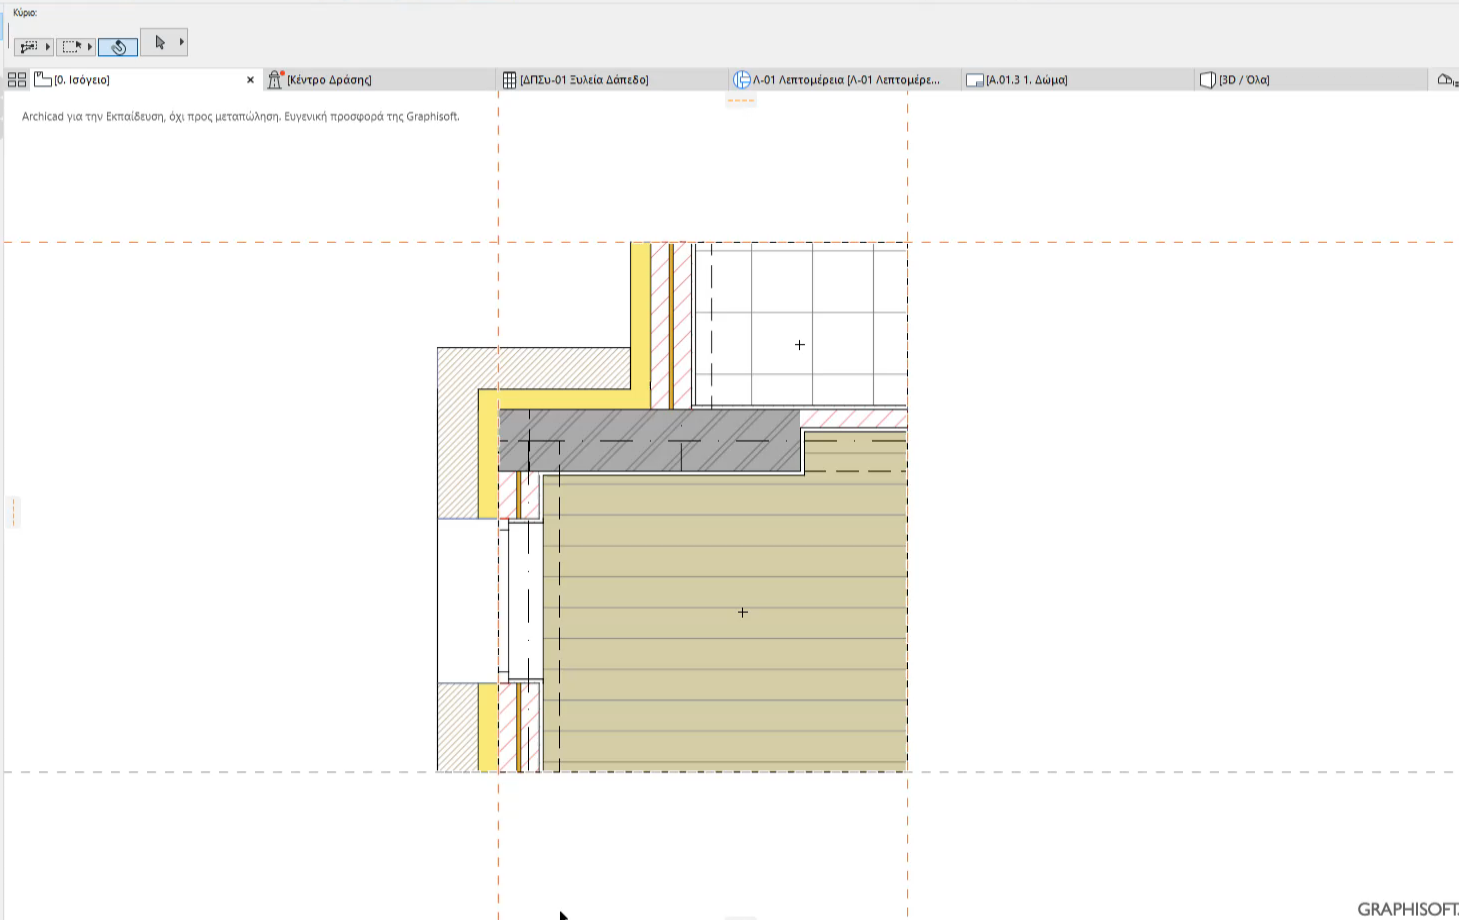 Κύριο:
[0. Ισόγειο]
[Κέντρο Δράσης]
[ΔΠΣυ-01 Ξυλεία Δάπεδο]
Λ-01 Λεπτομέρεια [Λ-01 Λεπτομέρε...
[Α.01.3 1. Δώμα]
[3D / Όλα]
Archicad για την Εκπαίδευση, όχι προς μεταπώληση. Ευγενική προσφορά της Graphisoft.
GRAPHISOFT.